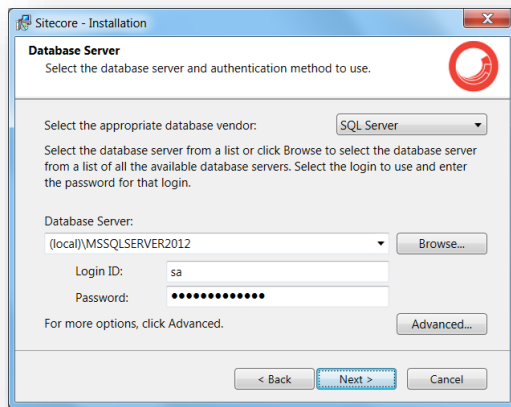 Sitecore - Installation
Database Server
Select the database server and authentication method to use.
Select the appropriate database vendor:
SQL Server
Select the database server from a list or click Browse to select the database server
from a list of all the available database servers. Select the login to use and enter
the password for that login.
Database Server:
(local)\MSSQLSERVER2012
Browse...
Login ID:
sa
Password:
•••••••••••••
For more options, click Advanced.
Advanced...
< Back
Next >
Cancel